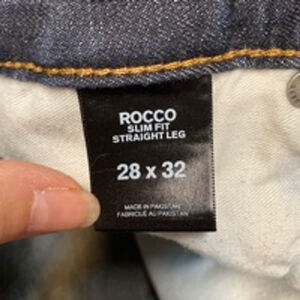 ROCCO
SLIM FIT
STRAIGHT LEG
28 x 32
MADE IN PAKISTAN
FABRIQUÉ AU PAKISTAN